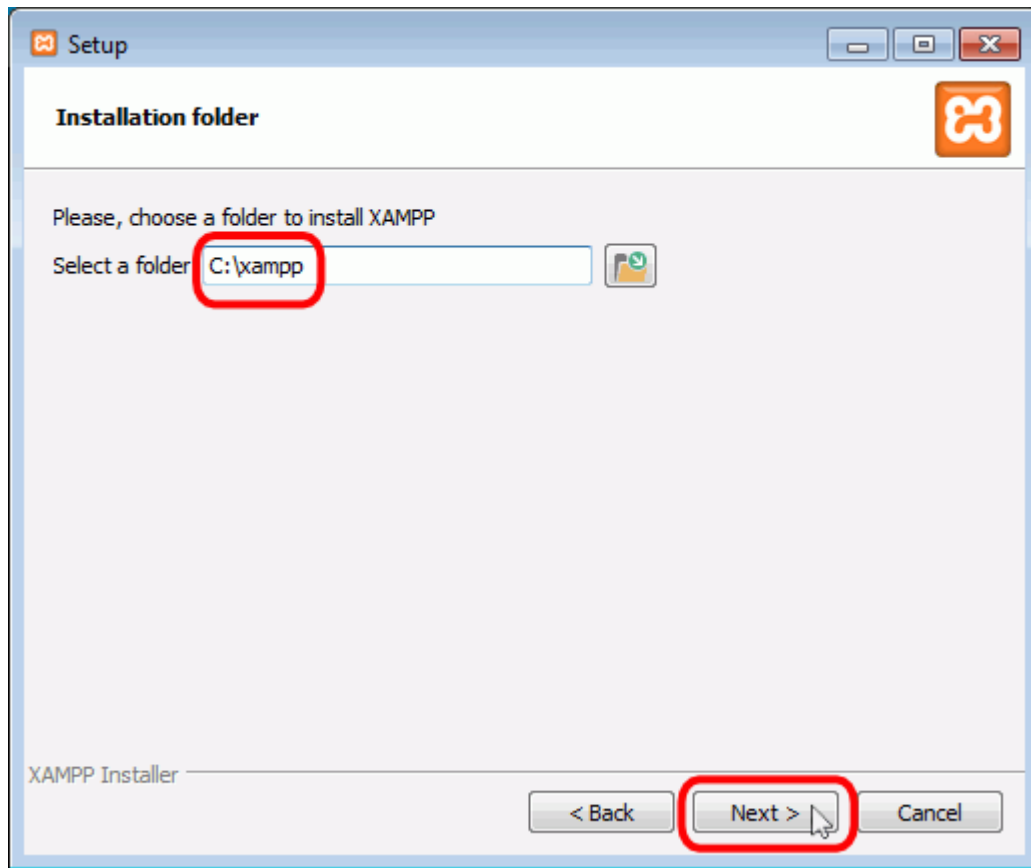 Setup
Installation folder
Please, choose a folder to install XAMPP
Select a folder C:\xampp
XAMPP Installer
< Back Next > Cancel